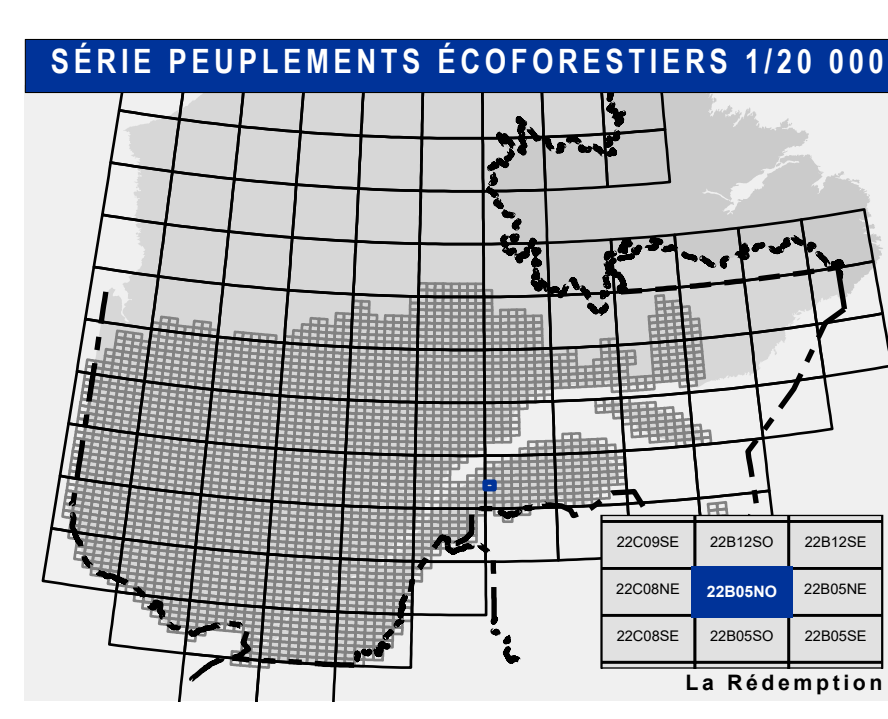 SÉRIE PEUPLEMENTS ÉCOFORESTIERS 1/20 000
22C09SE 22B12SO 22B12SE
22C08NE 22B05NO 22B05NE
22C08SE 22B05SO 22B05SE
La Rédemption